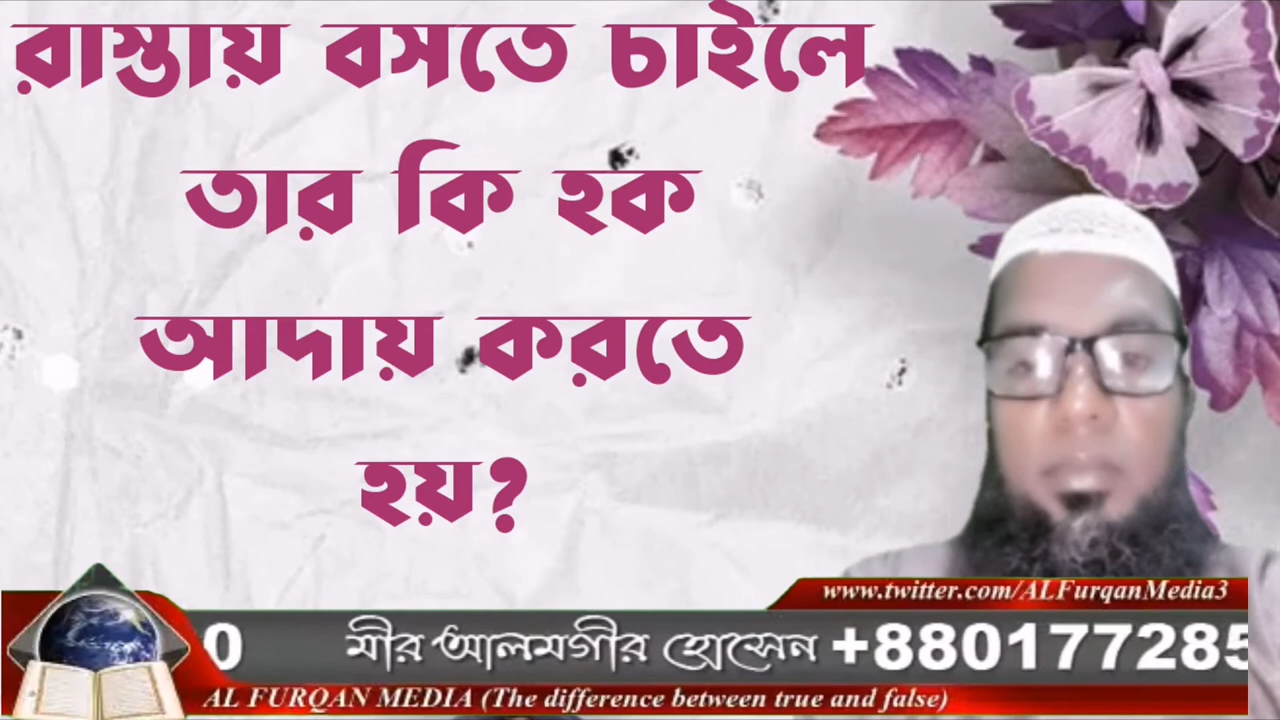 রাস্তায় বসতে চাইলে
তার কি হক
আদায় করতে
হয়?
www.twitter.com/ALFurqanMedia3
0 মীর আলমগীর হোসেন +880177285
AL FURQAN MEDIA (The difference between true and false)